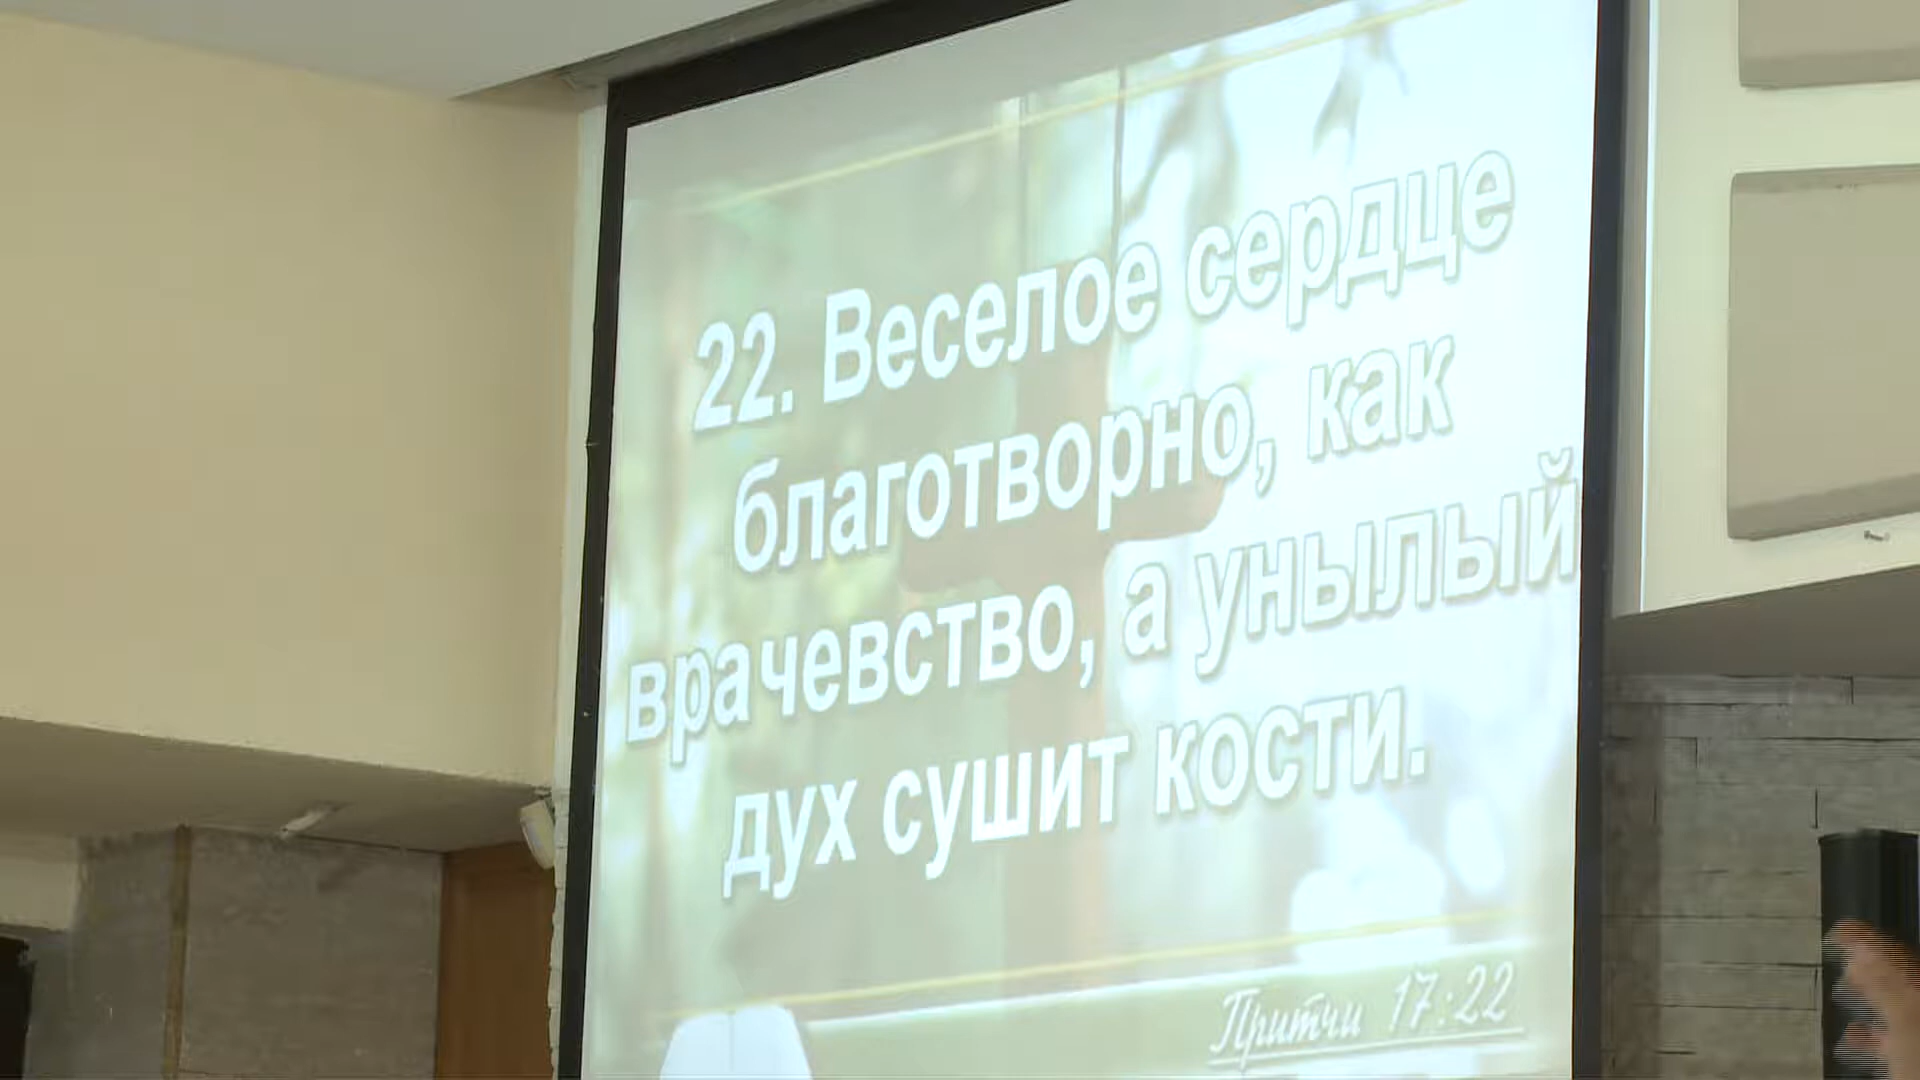 22. Веселое сердце
благотворно, как
врачевство, а унылый
дух сушит кости.
Притчи 17:22